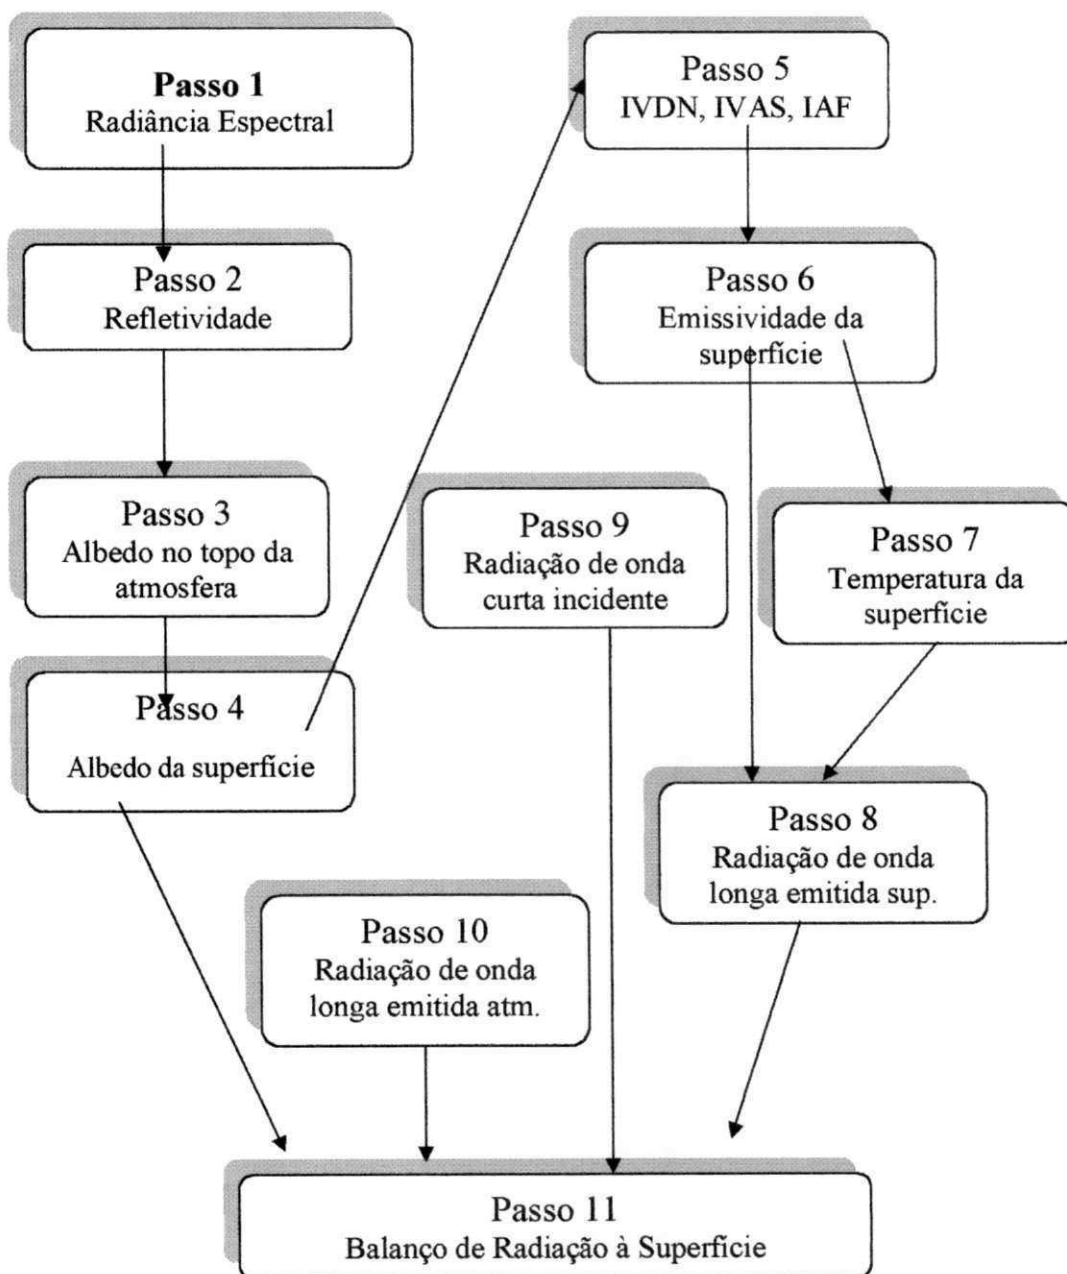 Passo 1
Radiância Espectral
Passo 2
Refletividade
Passo 3
Albedo no topo da
atmosfera
Passo 4
Albedo da superfície
Passo 5
IVDN, IVAS, IAF
Passo 6
Emissividade da
superfície
Passo 7
Temperatura da
superfície
Passo 8
Radiação de onda
longa emitida sup.
Passo 9
Radiação de onda
curta incidente
Passo 10
Radiação de onda
longa emitida atm.
Passo 11
Balanço de Radiação à Superfície